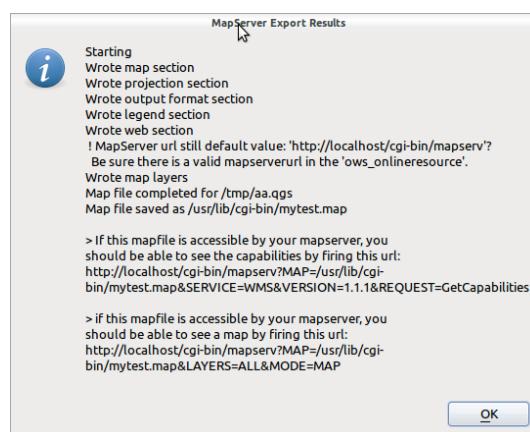 MapServer Export Results
Starting
Wrote map section
Wrote projection section
Wrote output format section
Wrote legend section
Wrote web section
! MapServer url still default value: 'http://localhost/cgi-bin/mapserv'?
Be sure there is a valid mapserverurl in the 'ows_onlineresource'.
Wrote map layers
Map file completed for /tmp/aa.qgs
Map file saved as /usr/lib/cgi-bin/mytest.map
> If this mapfile is accessible by your mapserver, you
should be able to see the capabilities by firing this url:
http://localhost/cgi-bin/mapserv?MAP=/usr/lib/cgi-
bin/mytest.map&SERVICE=WMS&VERSION=1.1.1&REQUEST=GetCapabilities
> if this mapfile is accessible by your mapserver, you
should be able to see a map by firing this url:
http://localhost/cgi-bin/mapserv?MAP=/usr/lib/cgi-
bin/mytest.map&LAYERS=ALL&MODE=MAP
OK